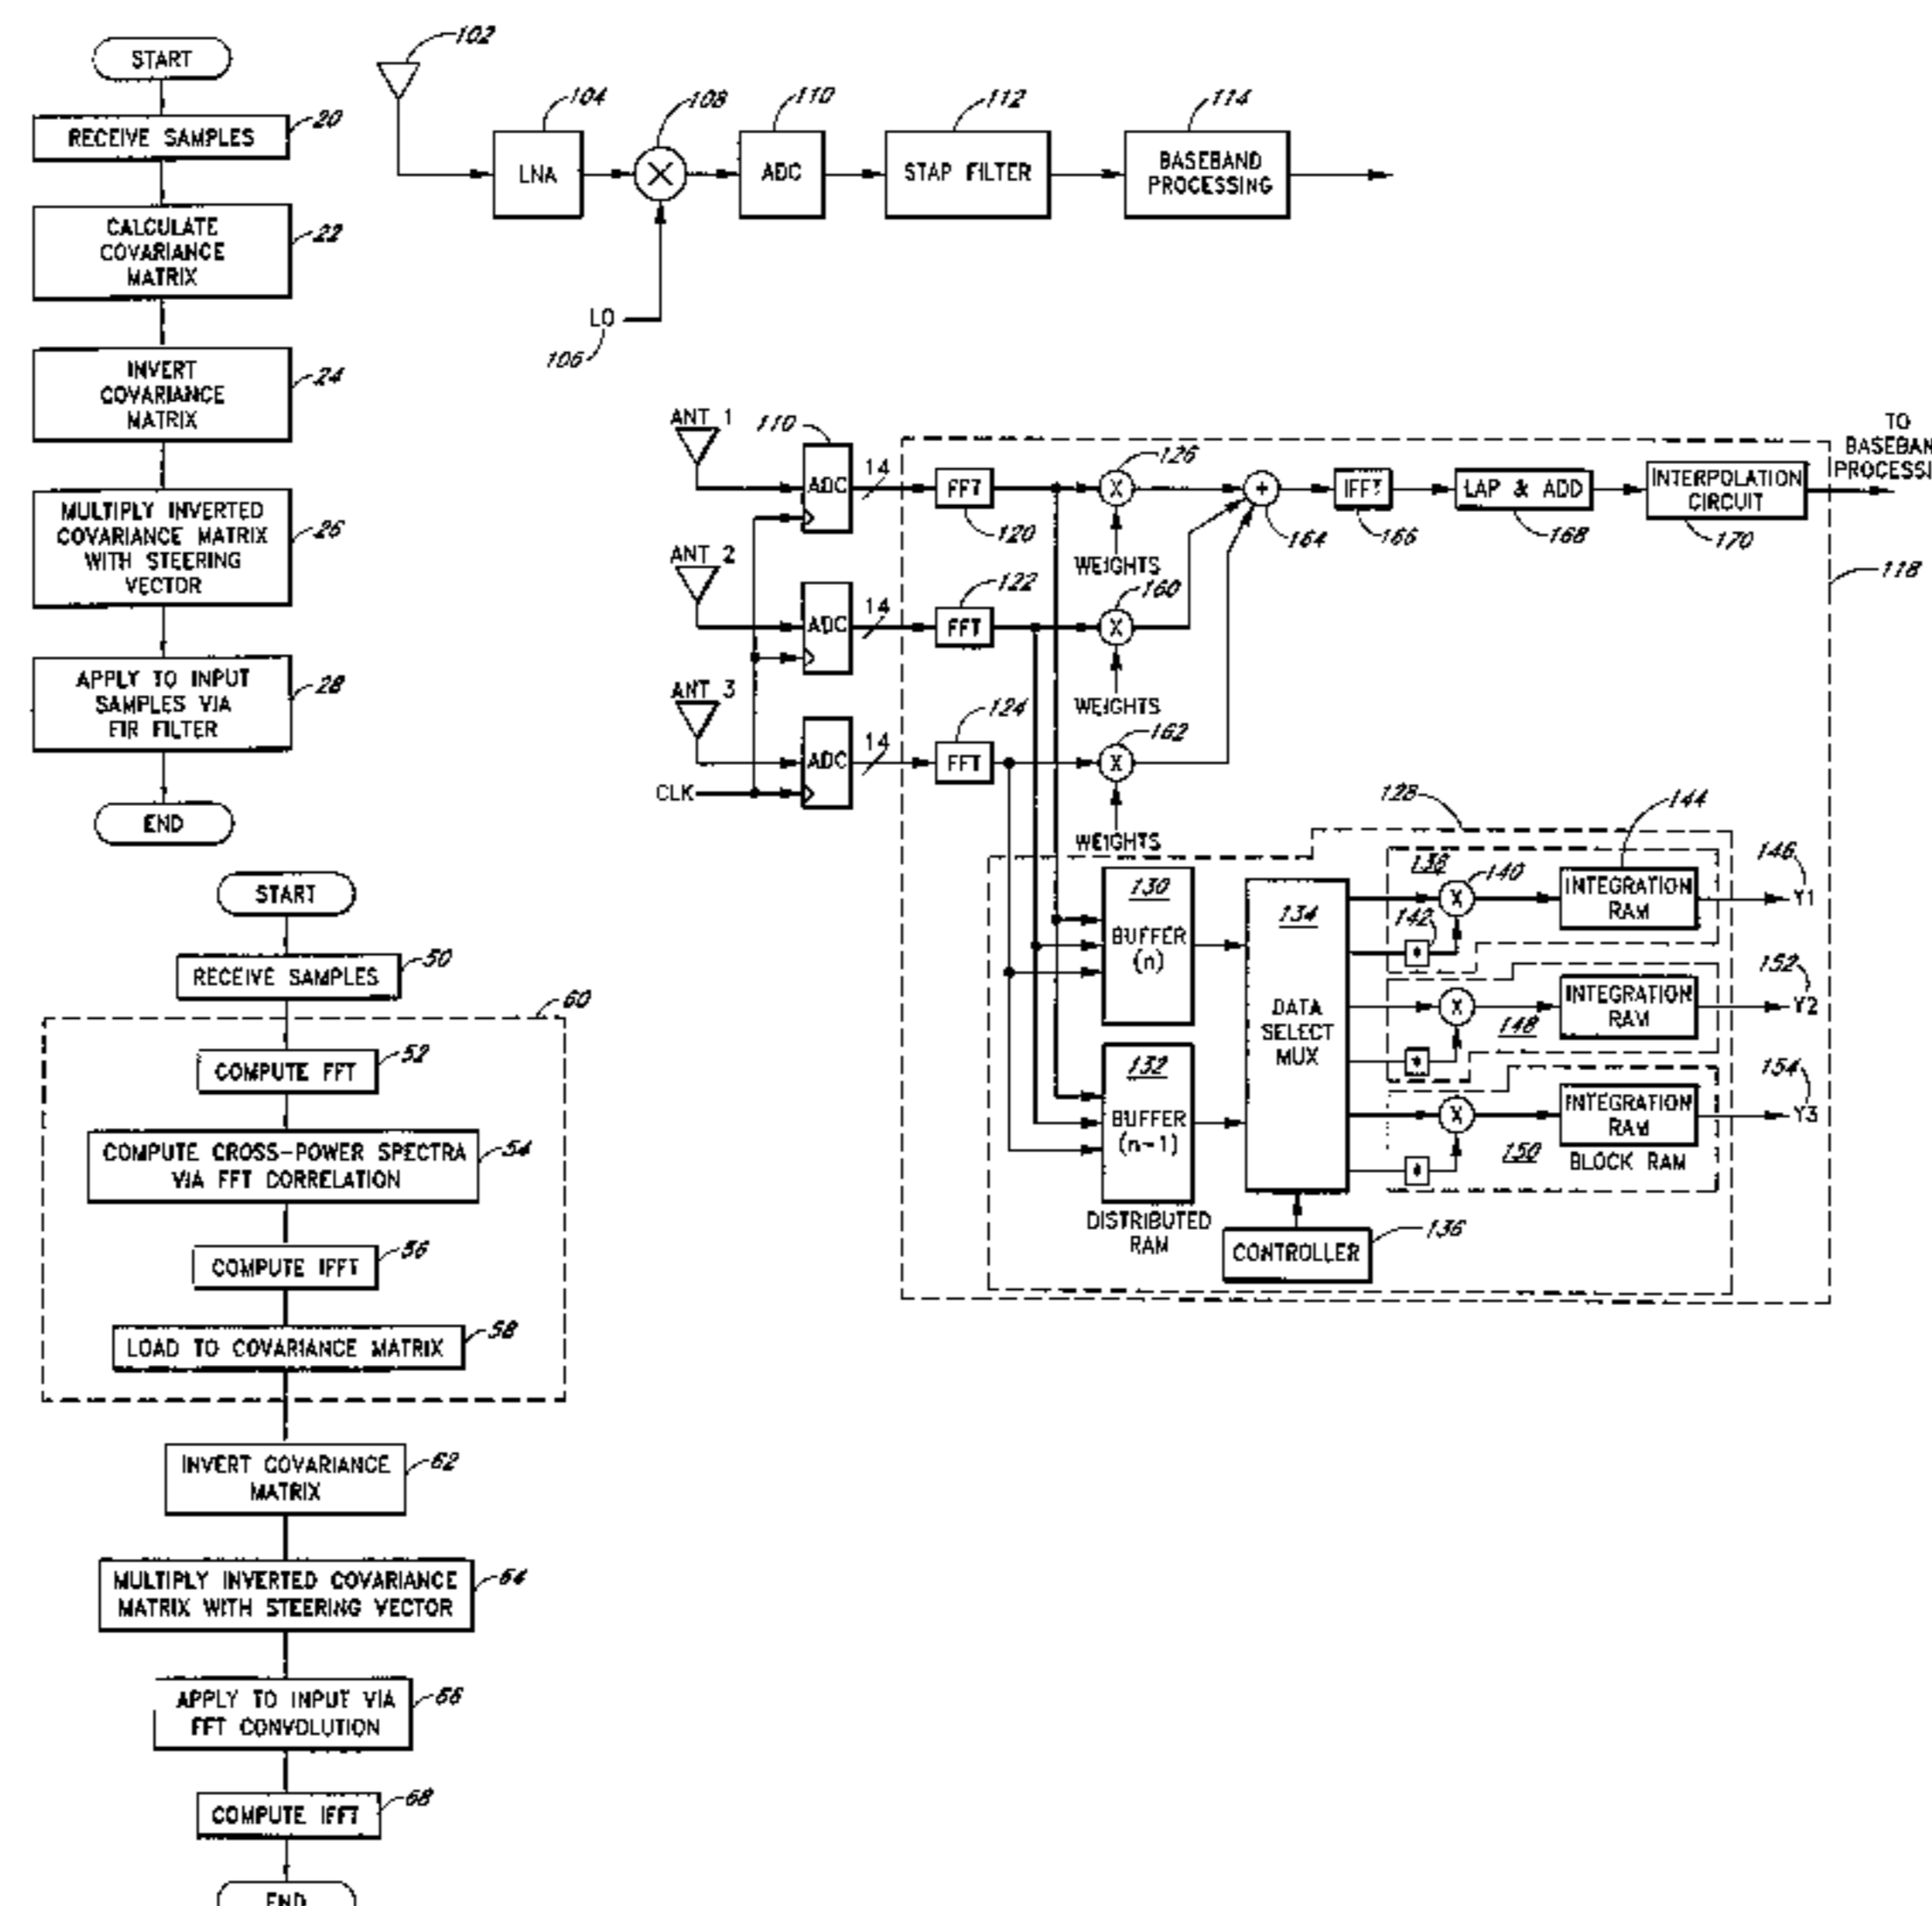 START
RECEIVE SAMPLES
20
CALCULATE
COVARIANCE
MATRIX
22
INVERT
COVARIANCE
MATRIX
24
MULTIPLY INVERTED
COVARIANCE MATRIX
WITH STEERING
VECTOR
26
APPLY TO INPUT
SAMPLES VIA
FIR FILTER
28
END
102
104
LNA
108
110
ADC
112
STAP FILTER
114
BASEBAND
PROCESSING
LO
106
ANT 1
110
ADC
14
FFT
120
126
X
WEIGHTS
+
164
IFFT
166
LAP & ADD
168
INTERPOLATION
CIRCUIT
170
TO
BASEBAN
PROCESSI
118
ANT 2
ADC
14
122
FFT
160
X
WEIGHTS
ANT 3
ADC
14
124
FFT
162
X
WEIGHTS
CLK
128
130
BUFFER
(n)
132
BUFFER
(n-1)
DISTRIBUTED
RAM
134
DATA
SELECT
MUX
CONTROLLER
136
138
X
140
142
*
144
INTEGRATION
RAM
146
Y1
X
148
*
INTEGRATION
RAM
152
Y2
X
150
*
INTEGRATION
RAM
BLOCK RAM
154
Y3
START
RECEIVE SAMPLES
50
60
COMPUTE FFT
52
COMPUTE CROSS-POWER SPECTRA
VIA FFT CORRELATION
54
COMPUTE IFFT
56
LOAD TO COVARIANCE MATRIX
58
INVERT COVARIANCE
MATRIX
62
MULTIPLY INVERTED COVARIANCE
MATRIX WITH STEERING VECTOR
64
APPLY TO INPUT VIA
FFT CONVOLUTION
66
COMPUTE IFFT
68
END